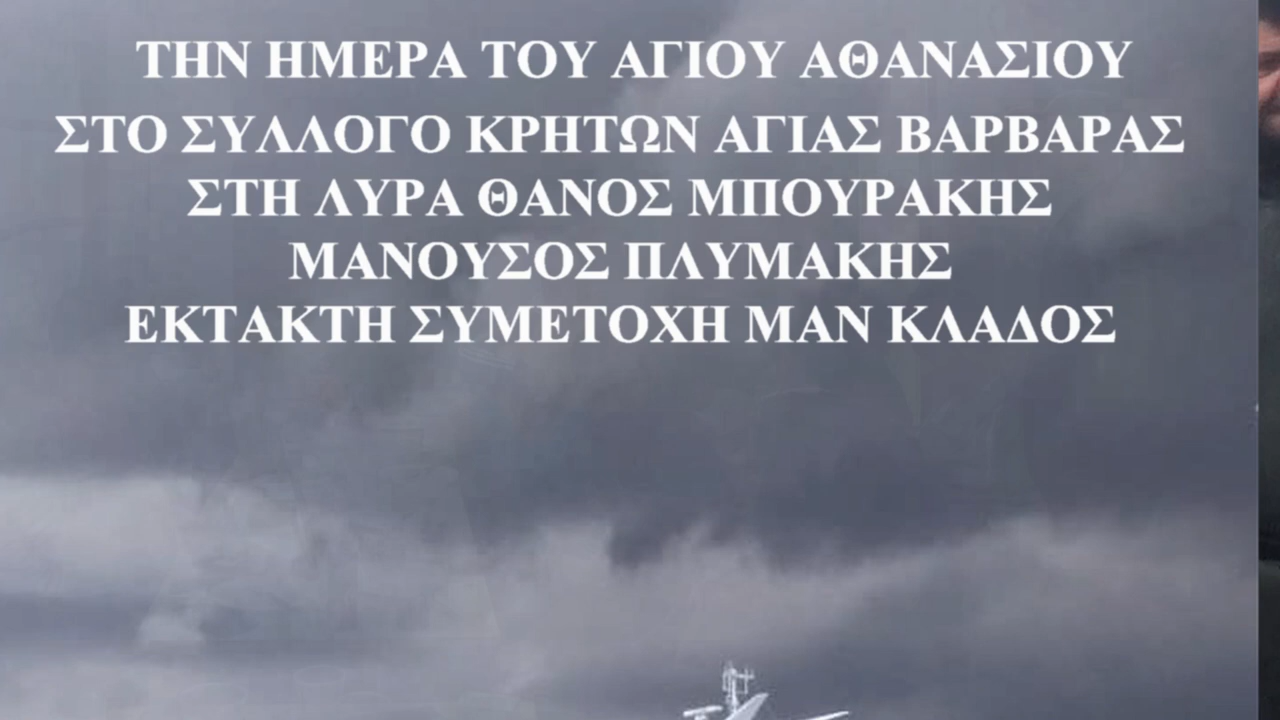 ΤΗΝ ΗΜΕΡΑ ΤΟΥ ΑΓΙΟΥ ΑΘΑΝΑΣΙΟΥ
ΣΤΟ ΣΥΛΛΟΓΟ ΚΡΗΤΩΝ ΑΓΙΑΣ ΒΑΡΒΑΡΑΣ
ΣΤΗ ΛΥΡΑ ΘΑΝΟΣ ΜΠΟΥΡΑΚΗΣ
ΜΑΝΟΥΣΟΣ ΠΛΥΜΑΚΗΣ
ΕΚΤΑΚΤΗ ΣΥΜΕΤΟΧΗ ΜΑΝ ΚΛΑΔΟΣ